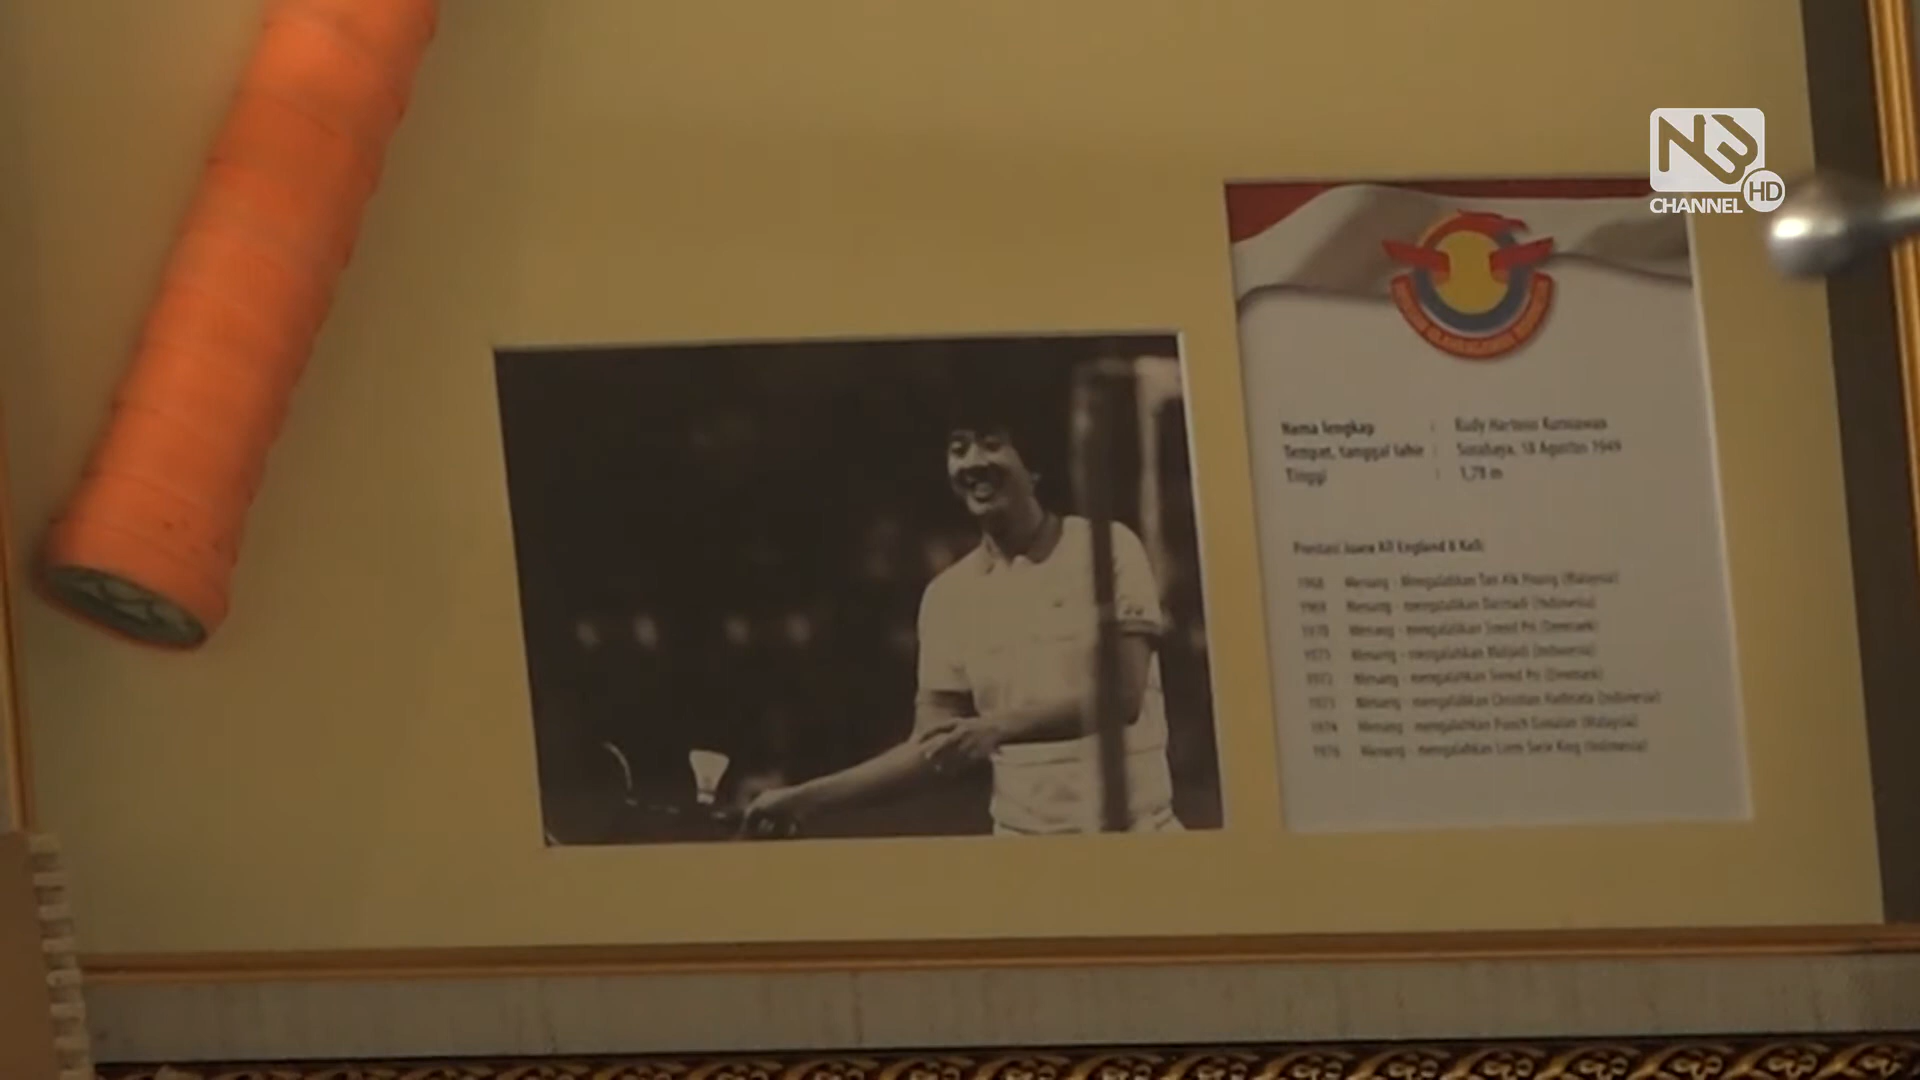 N3
CHANNEL HD
Nama lengkap : Rudy Hartono Kurniawan
Tempat, tanggal lahir : Surabaya, 18 Agustus 1949
Tinggi : 1,78 m
Prestasi Juara All England 8 Kali:
1968 Menang - Mengalahkan Tan Aik Huang (Malaysia)
1969 Menang - mengalahkan Darmadi (Indonesia)
1970 Menang - mengalahkan Svend Pri (Denmark)
1971 Menang - mengalahkan Muljadi (Indonesia)
1972 Menang - mengalahkan Svend Pri (Denmark)
1973 Menang - mengalahkan Christian Hadinata (Indonesia)
1974 Menang - mengalahkan Punch Gunalan (Malaysia)
1976 Menang - mengalahkan Liem Swie King (Indonesia)